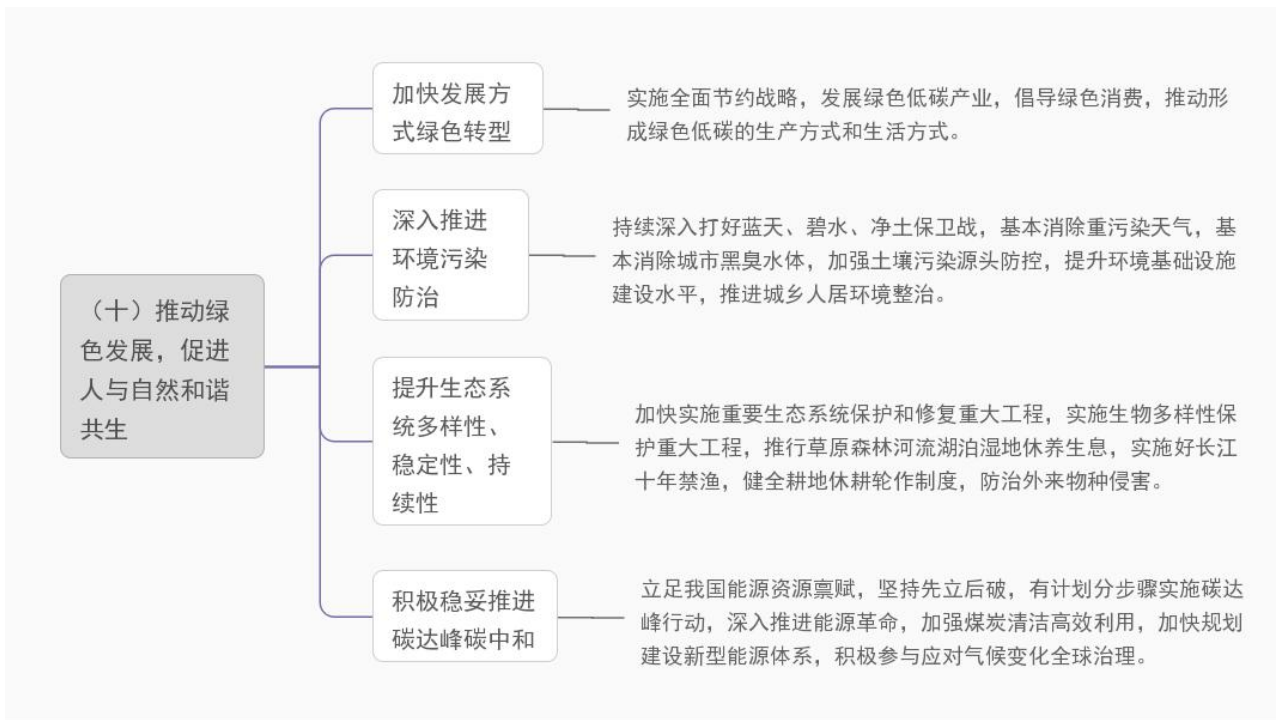 （十）推动绿
色发展，促进
人与自然和谐
共生
加快发展方
式绿色转型
实施全面节约战略，发展绿色低碳产业，倡导绿色消费，推动形
成绿色低碳的生产方式和生活方式。
深入推进
环境污染
防治
持续深入打好蓝天、碧水、净土保卫战，基本消除重污染天气，基
本消除城市黑臭水体，加强土壤污染源头防控，提升环境基础设施
建设水平，推进城乡人居环境整治。
提升生态系
统多样性、
稳定性、持
续性
加快实施重要生态系统保护和修复重大工程，实施生物多样性保
护重大工程，推行草原森林河流湖泊湿地休养生息，实施好长江
十年禁渔，健全耕地休耕轮作制度，防治外来物种侵害。
积极稳妥推进
碳达峰碳中和
立足我国能源资源禀赋，坚持先立后破，有计划分步骤实施碳达
峰行动，深入推进能源革命，加强煤炭清洁高效利用，加快规划
建设新型能源体系，积极参与应对气候变化全球治理。